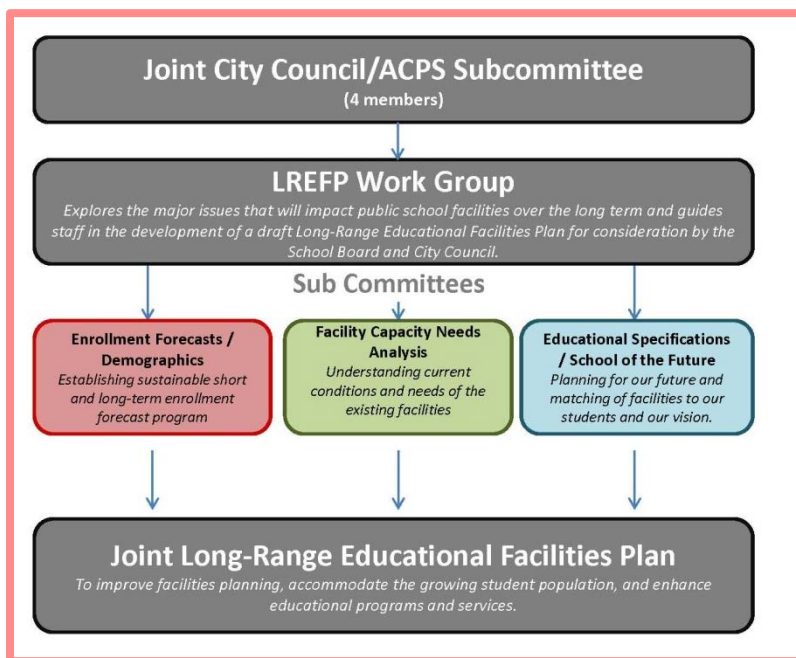 Joint City Council/ACPS Subcommittee
(4 members)
LREFP Work Group
Explores the major issues that will impact public school facilities over the long term and guides
staff in the development of a draft Long-Range Educational Facilities Plan for consideration by the
School Board and City Council.
Sub Committees
Enrollment Forecasts /
Demographics
Establishing sustainable short
and long-term enrollment
forecast program
Facility Capacity Needs
Analysis
Understanding current
conditions and needs of the
existing facilities
Educational Specifications
/ School of the Future
Planning for our future and
matching of facilities to our
students and our vision.
Joint Long-Range Educational Facilities Plan
To improve facilities planning, accommodate the growing student population, and enhance
educational programs and services.